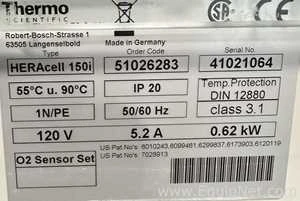 Thermo
SCIENTIFIC
Robert-Bosch-Strasse 1
63505 Langenselbold
Made in Germany
Type
Order Code
Serial No.
HERAcell 150i
51026283
41021064
55°C u. 90°C
IP 20
Temp.Protection
DIN 12880
class 3.1
1N/PE
50/60 Hz
120 V
5.2 A
0.62 kW
O2 Sensor Set
US Pat.No's 6010243,6099461,6299837,6173903,6120119
US Pat.No's 7028913
EquipNet.com